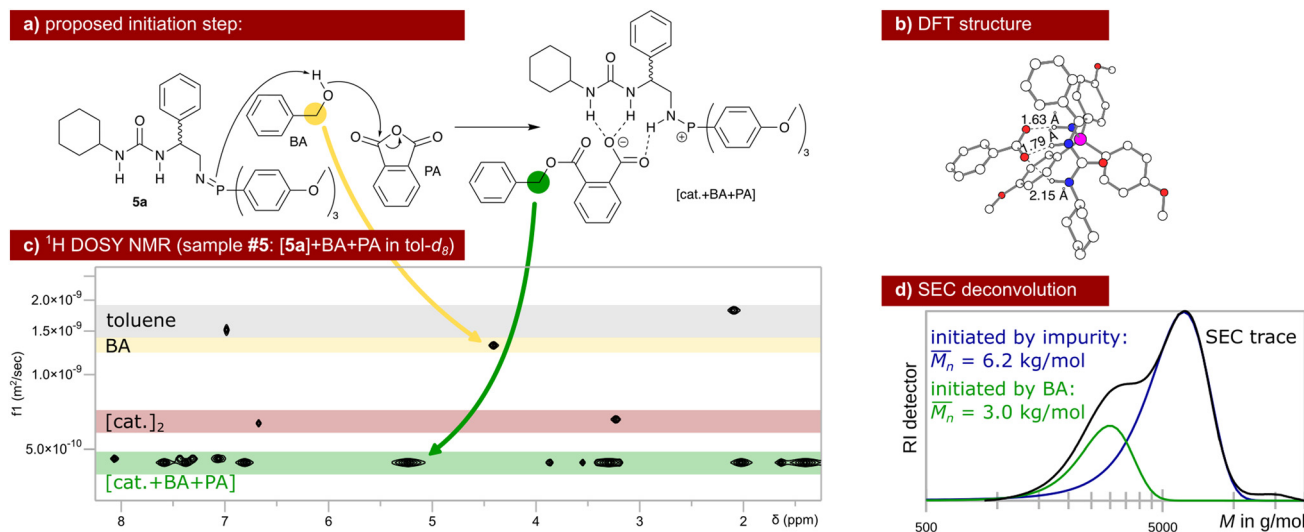 a) proposed initiation step:
H
O
BA
O
N
H
N
H
N
P
O
3
5a
O
O
O
PA
O
N
H
N
H
H
N
P
⊕
O
3
O
O
⊖
O
O
[cat.+BA+PA]
b) DFT structure
1.63 Å
1.79 Å
2.15 Å
c) ¹H DOSY NMR (sample #5: [5a]+BA+PA in tol-d₈)
f1 (m²/sec)
2.0×10⁻⁹
1.5×10⁻⁹
1.0×10⁻⁹
5.0×10⁻¹⁰
toluene
BA
[cat.]₂
[cat.+BA+PA]
8 7 6 5 4 3 2
δ (ppm)
d) SEC deconvolution
RI detector
initiated by impurity:
M̅ₙ = 6.2 kg/mol
initiated by BA:
M̅ₙ = 3.0 kg/mol
SEC trace
500 5000 M in g/mol